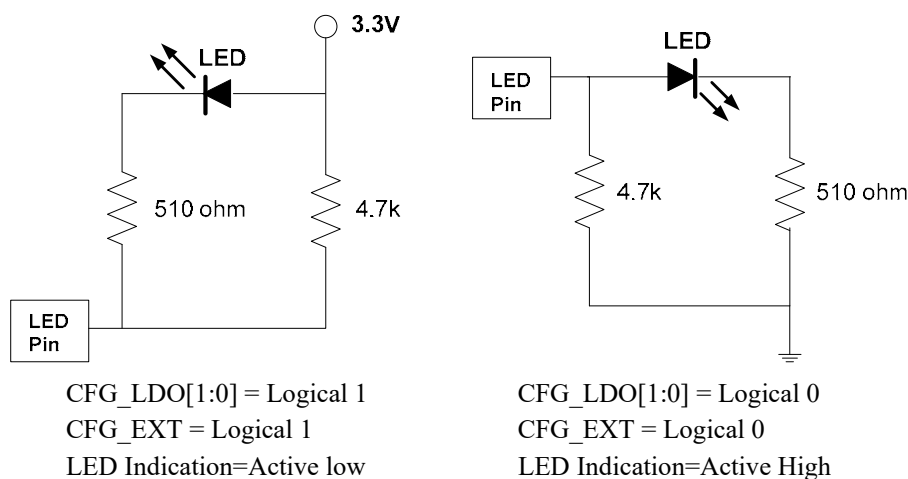 3.3V
LED
510 ohm
4.7k
LED
Pin
CFG_LDO[1:0] = Logical 1
CFG_EXT = Logical 1
LED Indication=Active low
LED
LED
Pin
4.7k
510 ohm
CFG_LDO[1:0] = Logical 0
CFG_EXT = Logical 0
LED Indication=Active High